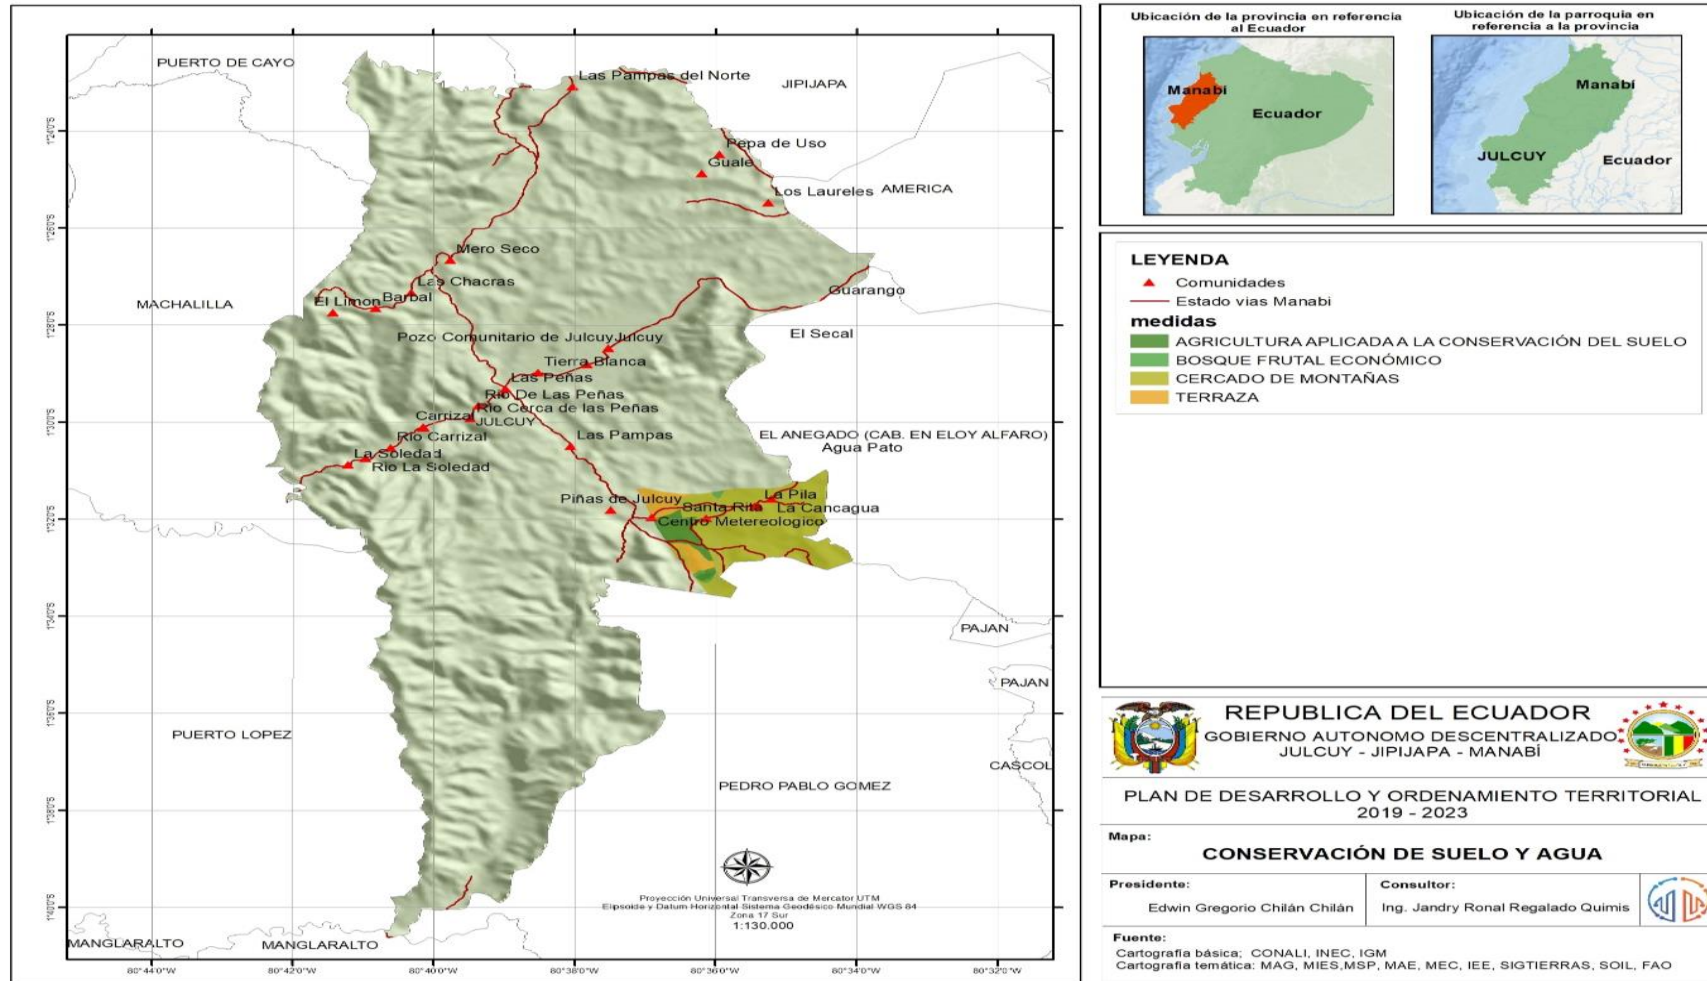 PUERTO DE CAYO
Las Pampas del Norte
JIPIJAPA
Pepa de Uso
Guale
Los Laureles
AMERICA
Mero Seco
Las Chacras
Barbal
El Limon
MACHALILLA
Guarango
El Secal
Pozo Comunitario de Julcuy
Julcuy
Tierra Blanca
Las Peñas
Rio De Las Peñas
Rio Cerca de las Peñas
Carrizal
JULCUY
Rio Carrizal
Las Pampas
EL ANEGADO (CAB. EN ELOY ALFARO)
Agua Pato
La Soledad
Rio La Soledad
Piñas de Julcuy
La Pila
Santa Rita
La Cancagua
Centro Metereologico
PAJAN
PAJAN
PUERTO LOPEZ
CASCOL
PEDRO PABLO GOMEZ
Proyección Universal Transversa de Mercator UTM
Elipsoide y Datum Horizontal Sistema Geodésico Mundial WGS 84
Zona 17 Sur
1:130.000
MANGLARALTO
MANGLARALTO
80°44'0"W
80°42'0"W
80°40'0"W
80°38'0"W
80°36'0"W
80°34'0"W
80°32'0"W
Ubicación de la provincia en referencia
al Ecuador
Manabí
Ecuador
Ubicación de la parroquia en
referencia a la provincia
Manabí
JULCUY
Ecuador
LEYENDA
Comunidades
Estado vias Manabi
medidas
AGRICULTURA APLICADA A LA CONSERVACIÓN DEL SUELO
BOSQUE FRUTAL ECONÓMICO
CERCADO DE MONTAÑAS
TERRAZA
REPUBLICA DEL ECUADOR
GOBIERNO AUTONOMO DESCENTRALIZADO
JULCUY - JIPIJAPA - MANABÍ
PLAN DE DESARROLLO Y ORDENAMIENTO TERRITORIAL
2019 - 2023
Mapa:
CONSERVACIÓN DE SUELO Y AGUA
Presidente:
Edwin Gregorio Chilán Chilán
Consultor:
Ing. Jandry Ronal Regalado Quimis
Fuente:
Cartografía básica; CONALI, INEC, IGM
Cartografía temática: MAG, MIES,MSP, MAE, MEC, IEE, SIGTIERRAS, SOIL, FAO